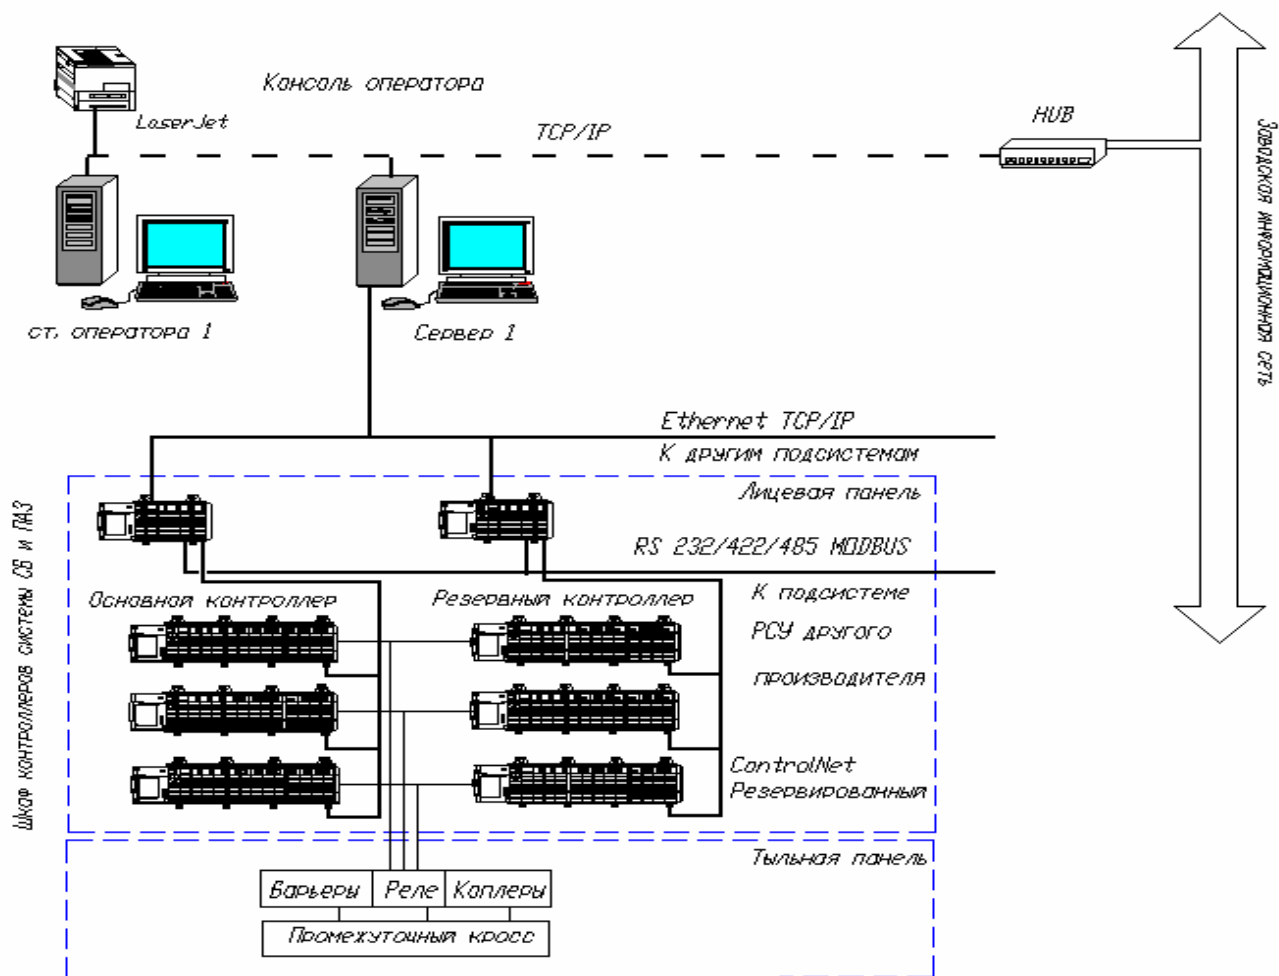 Консоль оператора
LaserJet
TCP/IP
HUB
Заводская информационная сеть
ст. оператора 1
Сервер 1
Ethernet TCP/IP
К другим подсистемам
Лицевая панель
RS 232/422/485 MODBUS
Шкаф контроллеров системы СБ и ПАЗ
Основной контроллер
Резервный контроллер
К подсистеме
РСУ другого
производителя
ControlNet
Резервированный
Тыльная панель
Барьеры
Реле
Каплеры
Промежуточный кросс